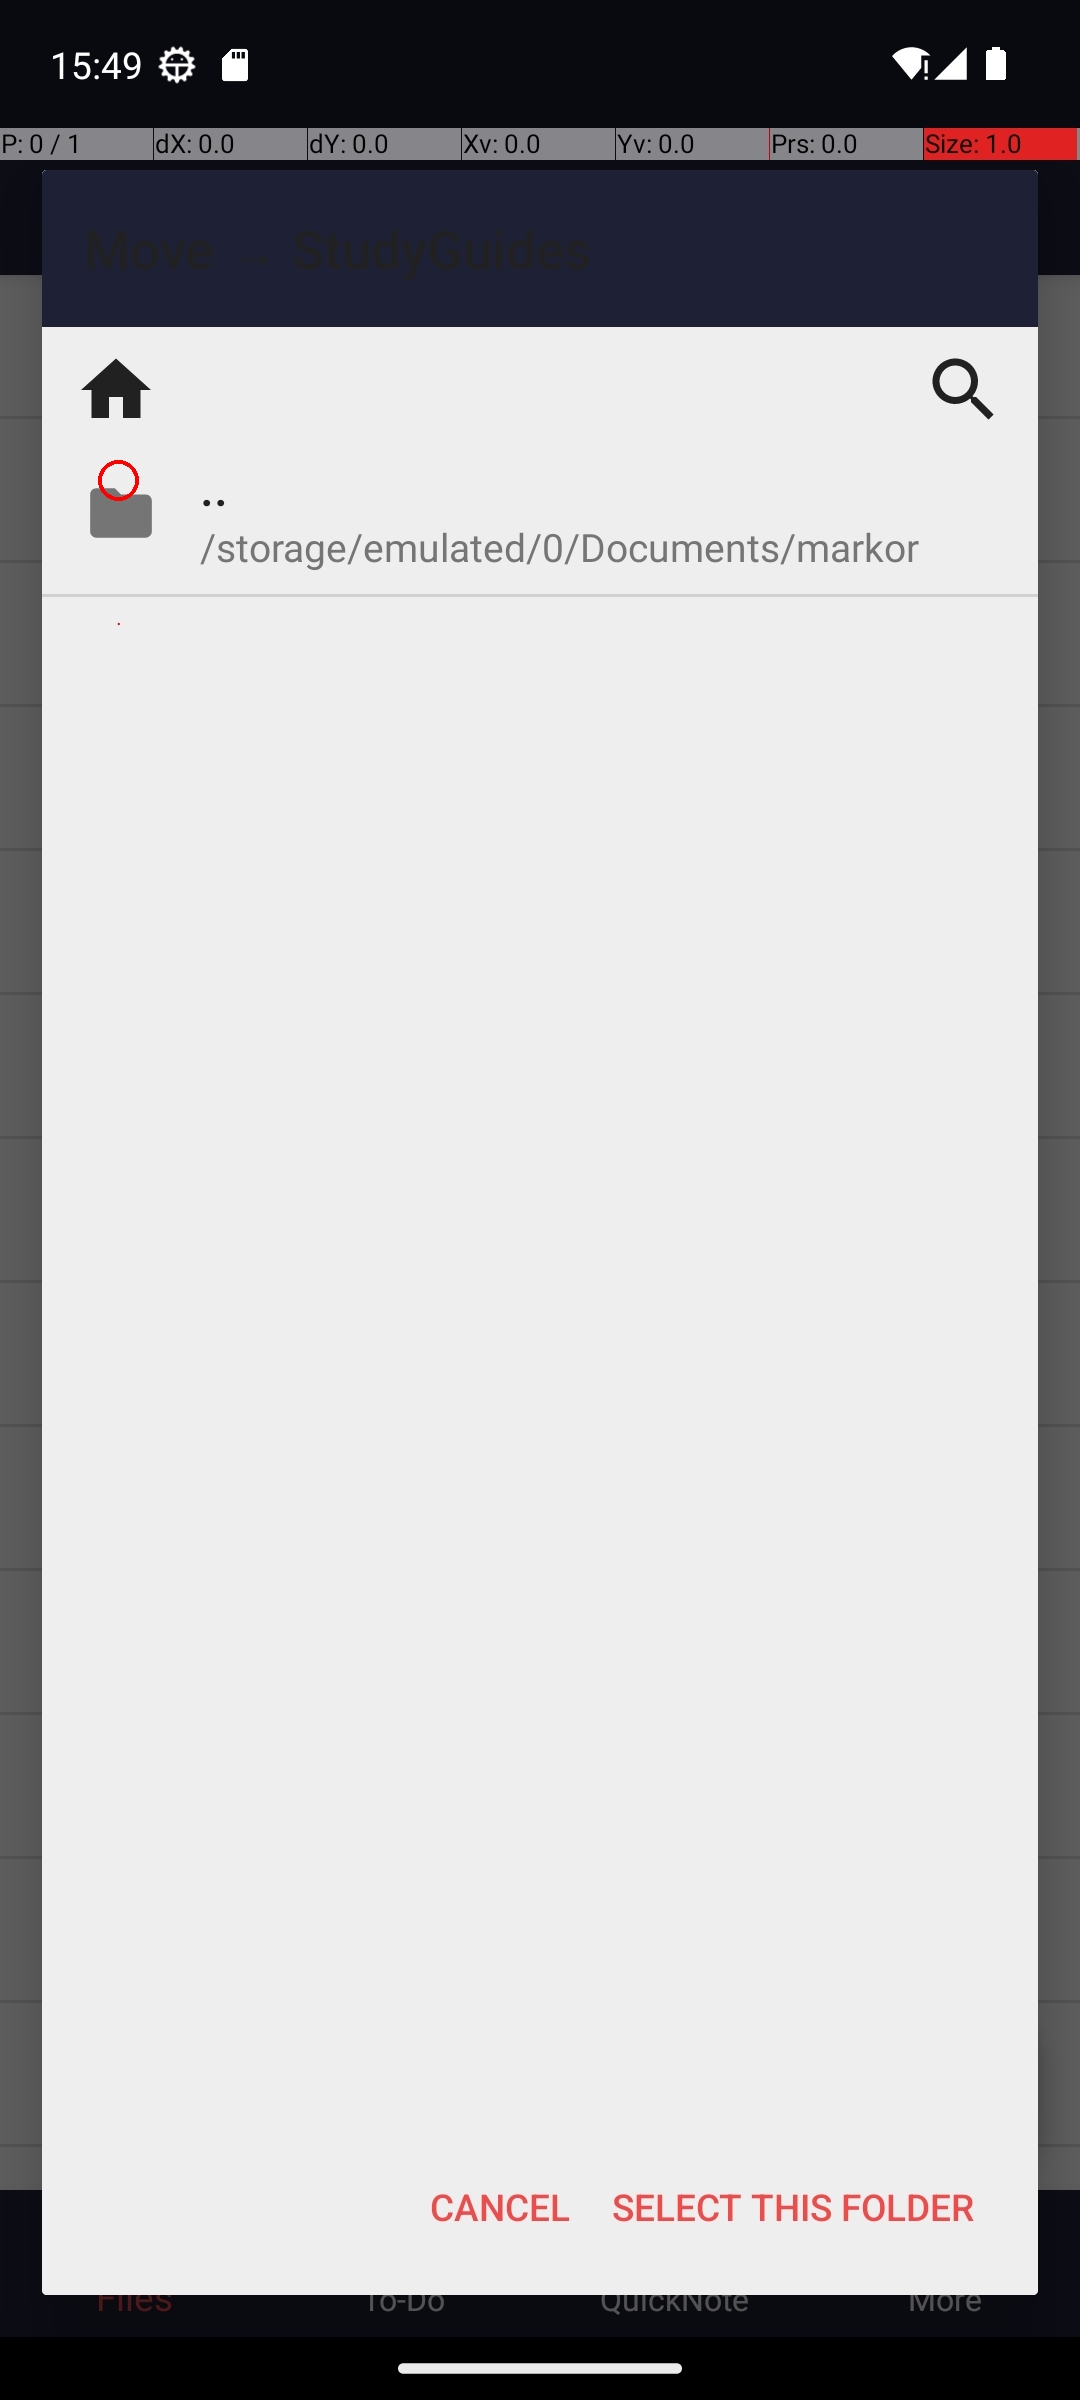 15:49
P: 0 / 1 dX: 0.0 dY: 0.0 Xv: 0.0 Yv: 0.0 Prs: 0.0 Size: 1.0
Move → StudyGuides
..
/storage/emulated/0/Documents/markor
CANCEL SELECT THIS FOLDER
Files To-Do QuickNote More